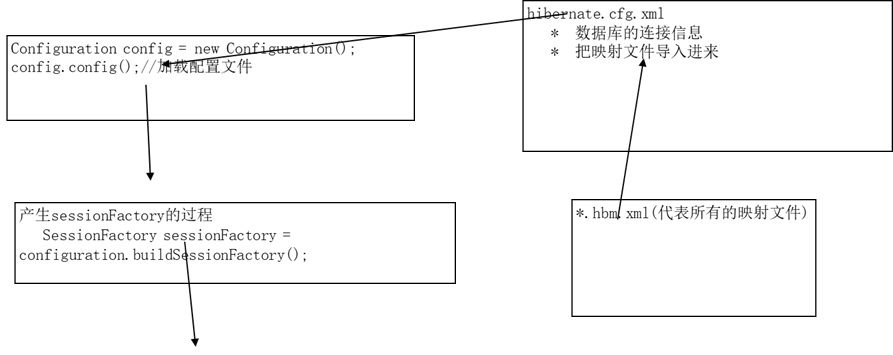 Configuration config = new Configuration();
config.config();//加载配置文件
hibernate.cfg.xml
* 数据库的连接信息
* 把映射文件导入进来
产生sessionFactory的过程
SessionFactory sessionFactory =
configuration.buildSessionFactory();
*.hbm.xml(代表所有的映射文件)